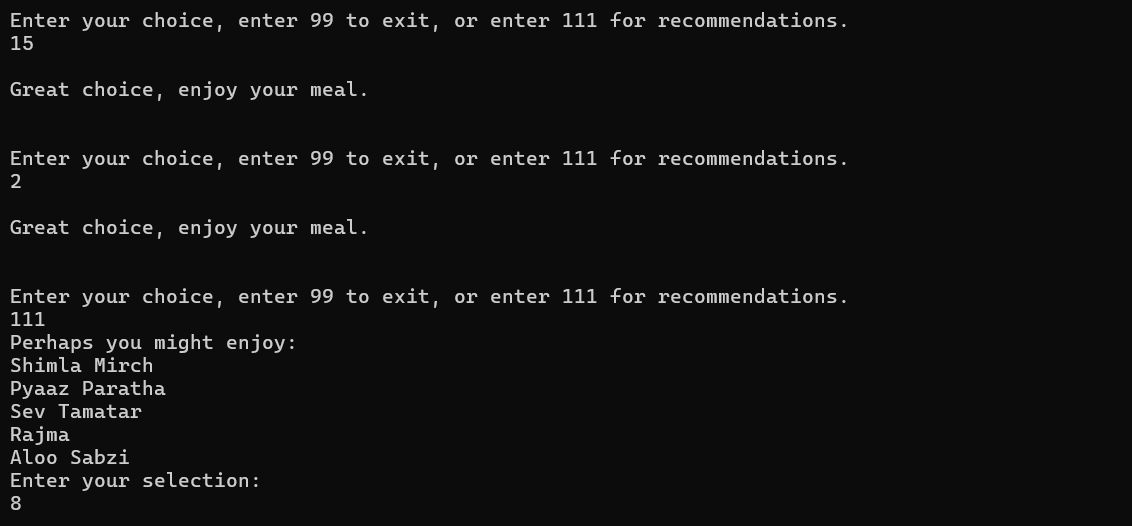 Enter your choice, enter 99 to exit, or enter 111 for recommendations.
15
Great choice, enjoy your meal.
Enter your choice, enter 99 to exit, or enter 111 for recommendations.
2
Great choice, enjoy your meal.
Enter your choice, enter 99 to exit, or enter 111 for recommendations.
111
Perhaps you might enjoy:
Shimla Mirch
Pyaaz Paratha
Sev Tamatar
Rajma
Aloo Sabzi
Enter your selection:
8